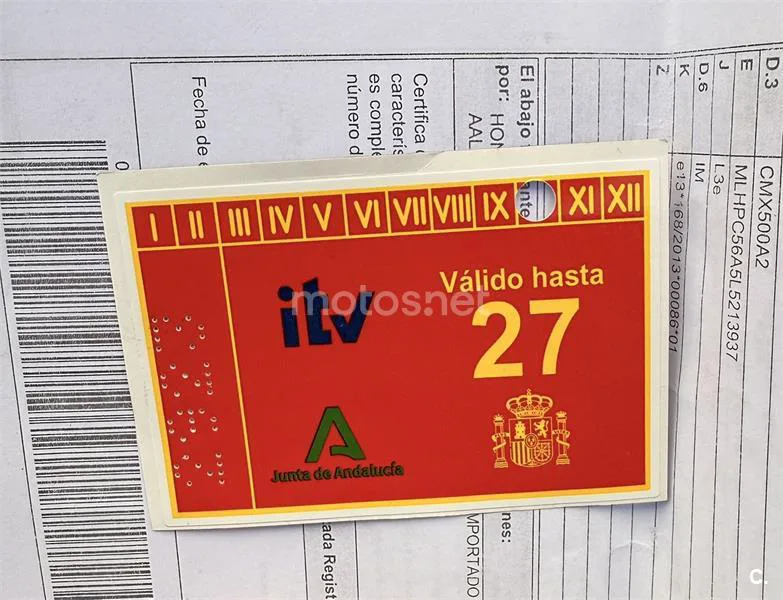 I II III IV V VI VII VIII IX XI XII
ante
Válido hasta
27
itv
motos.net
Junta de Andalucía
D.3 CMX500A2
E MLHPC56A5L5213937
J L3e
D.6 IM
K e13*168/2013*00086*01
Z
El abajo
por: HON
AAL
Certifica
caracterís
es comple
número d
Fecha de e
nes:
MPORTADO
ada Regist
C.